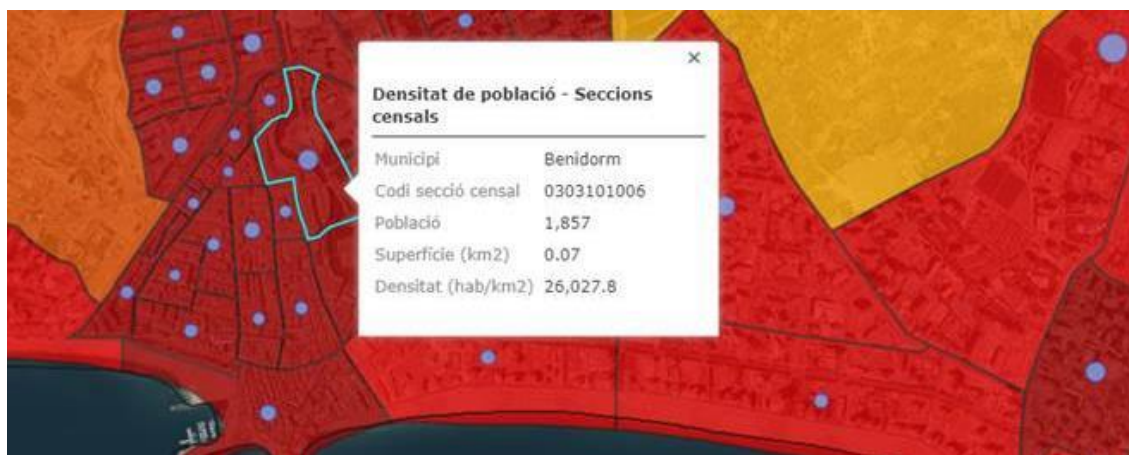 ×
Densitat de població - Seccions
censals
Municipi Benidorm
Codi secció censal 0303101006
Població 1,857
Superfície (km2) 0.07
Densitat (hab/km2) 26,027.8